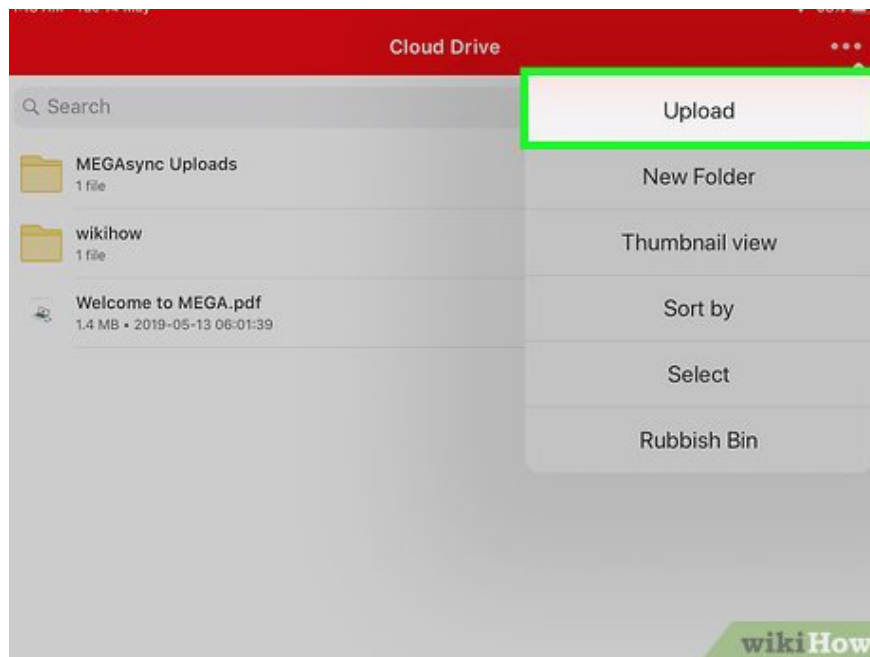 Cloud Drive
Search
Upload
MEGAsync Uploads
1 file
New Folder
wikihow
1 file
Thumbnail view
Welcome to MEGA.pdf
1.4 MB • 2019-05-13 06:01:39
Sort by
Select
Rubbish Bin
wikiHow